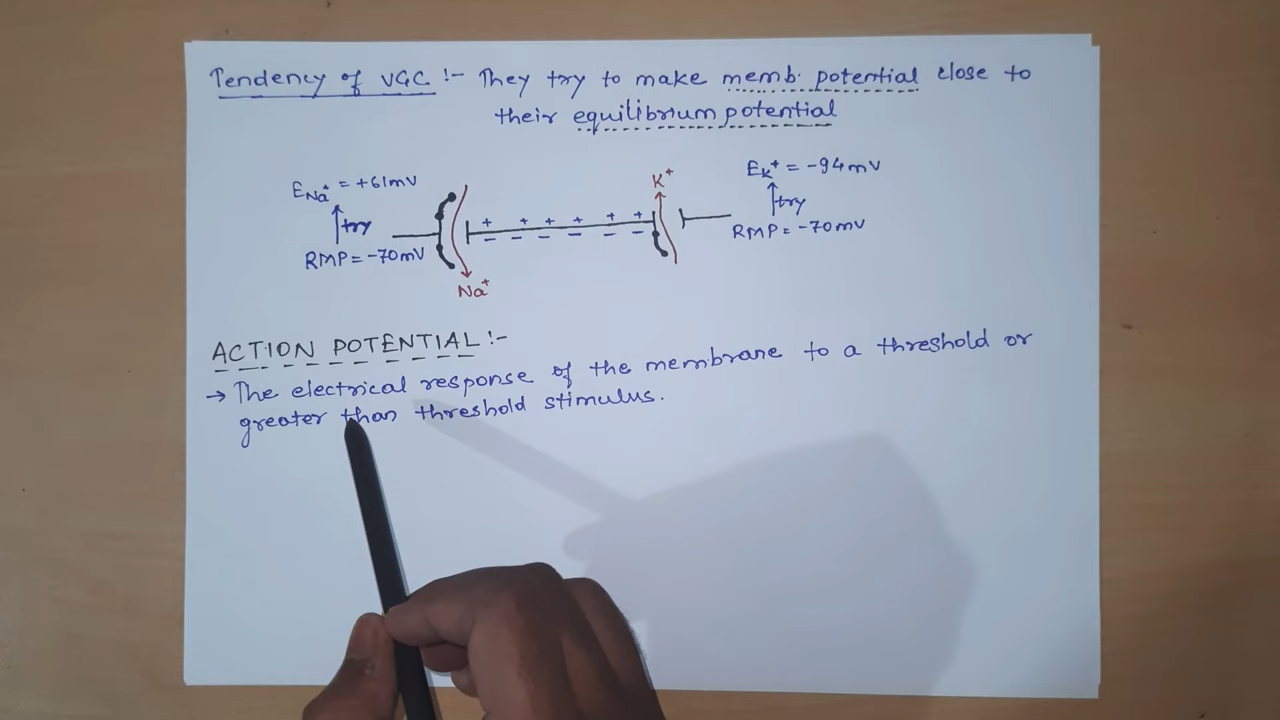 Tendency of VGC :- They try to make memb. potential close to
their equilibrium potential
E Na+ = +61mV
try
RMP = -70mV
+ + + + + +
- - - - - -
Na+
K+
E K+ = -94mV
try
RMP = -70mV
ACTION POTENTIAL :-
→ The electrical response of the membrane to a threshold or
greater than threshold stimulus.